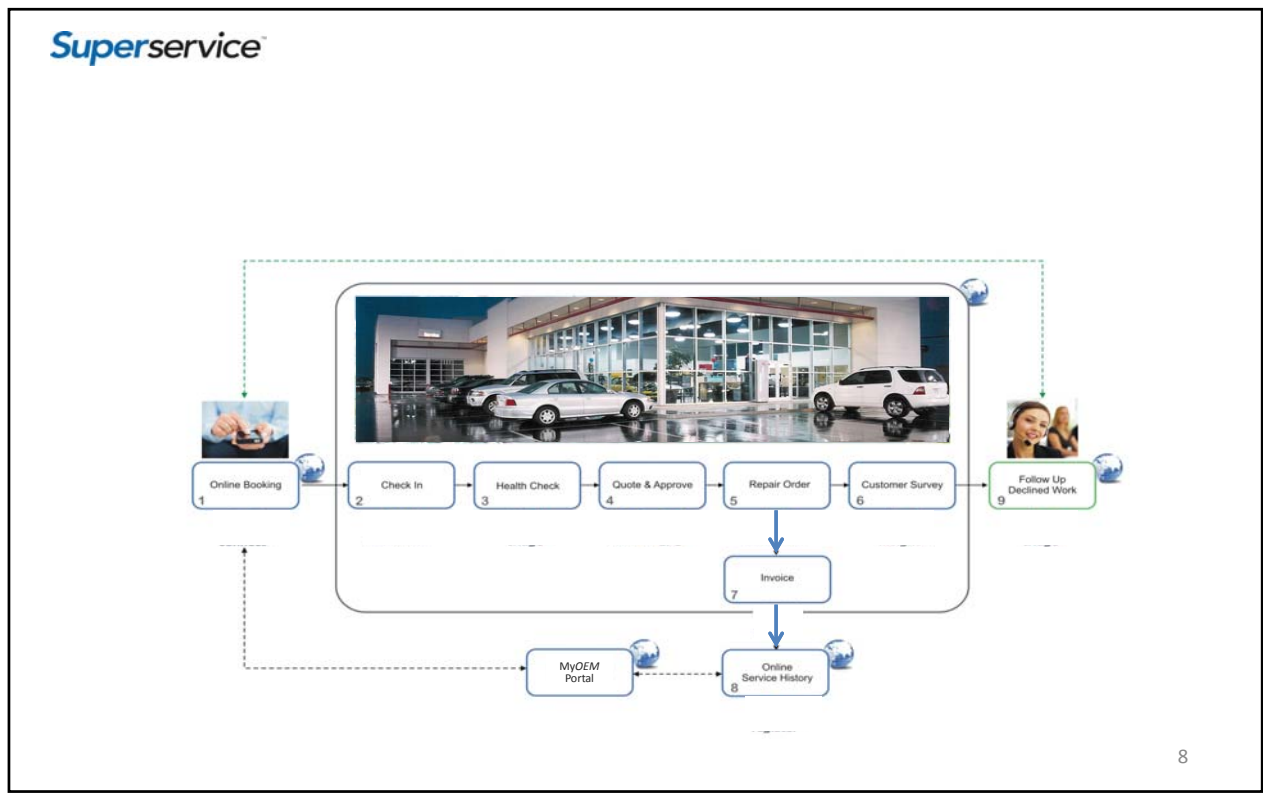 Superservice™
Online Booking
1
Check In
2
Health Check
3
Quote & Approve
4
Repair Order
5
Customer Survey
6
Follow Up
Declined Work
9
Invoice
7
MyOEM
Portal
Online
Service History
8
8